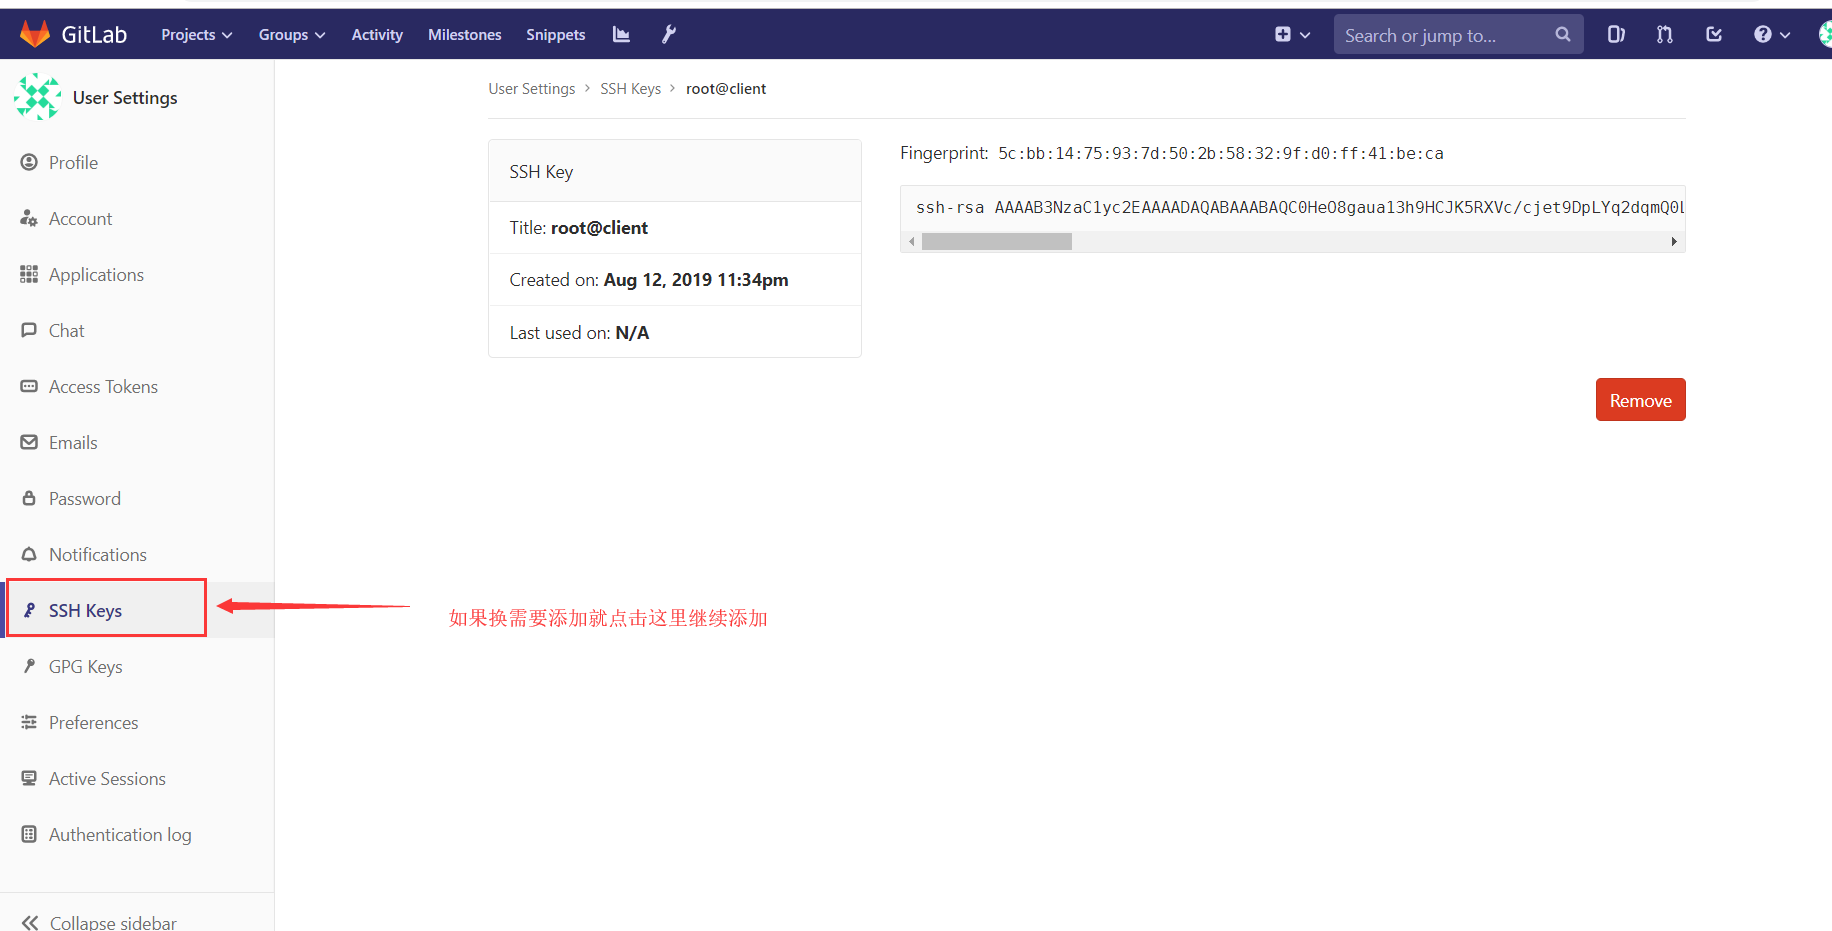 GitLab Projects Groups Activity Milestones Snippets Search or jump to...
User Settings
Profile
Account
Applications
Chat
Access Tokens
Emails
Password
Notifications
SSH Keys
GPG Keys
Preferences
Active Sessions
Authentication log
Collapse sidebar
User Settings > SSH Keys > root@client
SSH Key
Title: root@client
Created on: Aug 12, 2019 11:34pm
Last used on: N/A
Fingerprint: 5c:bb:14:75:93:7d:50:2b:58:32:9f:d0:ff:41:be:ca
ssh-rsa AAAAB3NzaC1yc2EAAAADAQABAAABAQC0HeO8gaua13h9HCJK5RXVc/cjet9DpLYq2dqmQ0L
Remove
如果换需要添加就点击这里继续添加